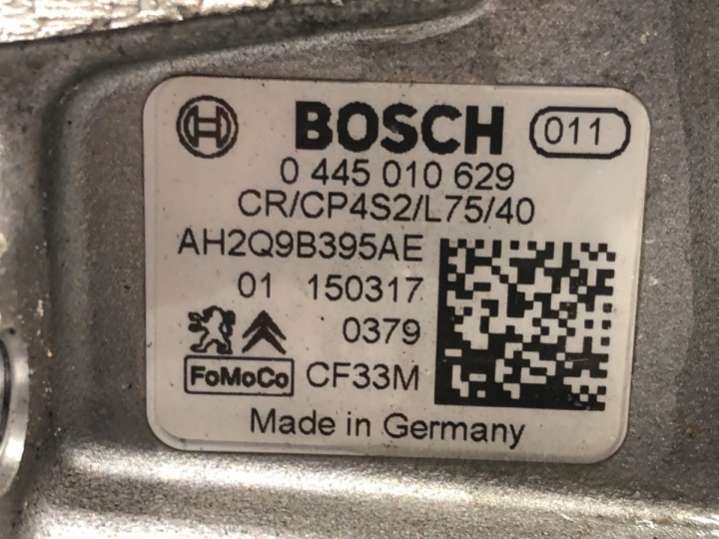 BOSCH 011
0 445 010 629
CR/CP4S2/L75/40
AH2Q9B395AE
01 150317
0379
FoMoCo CF33M
Made in Germany